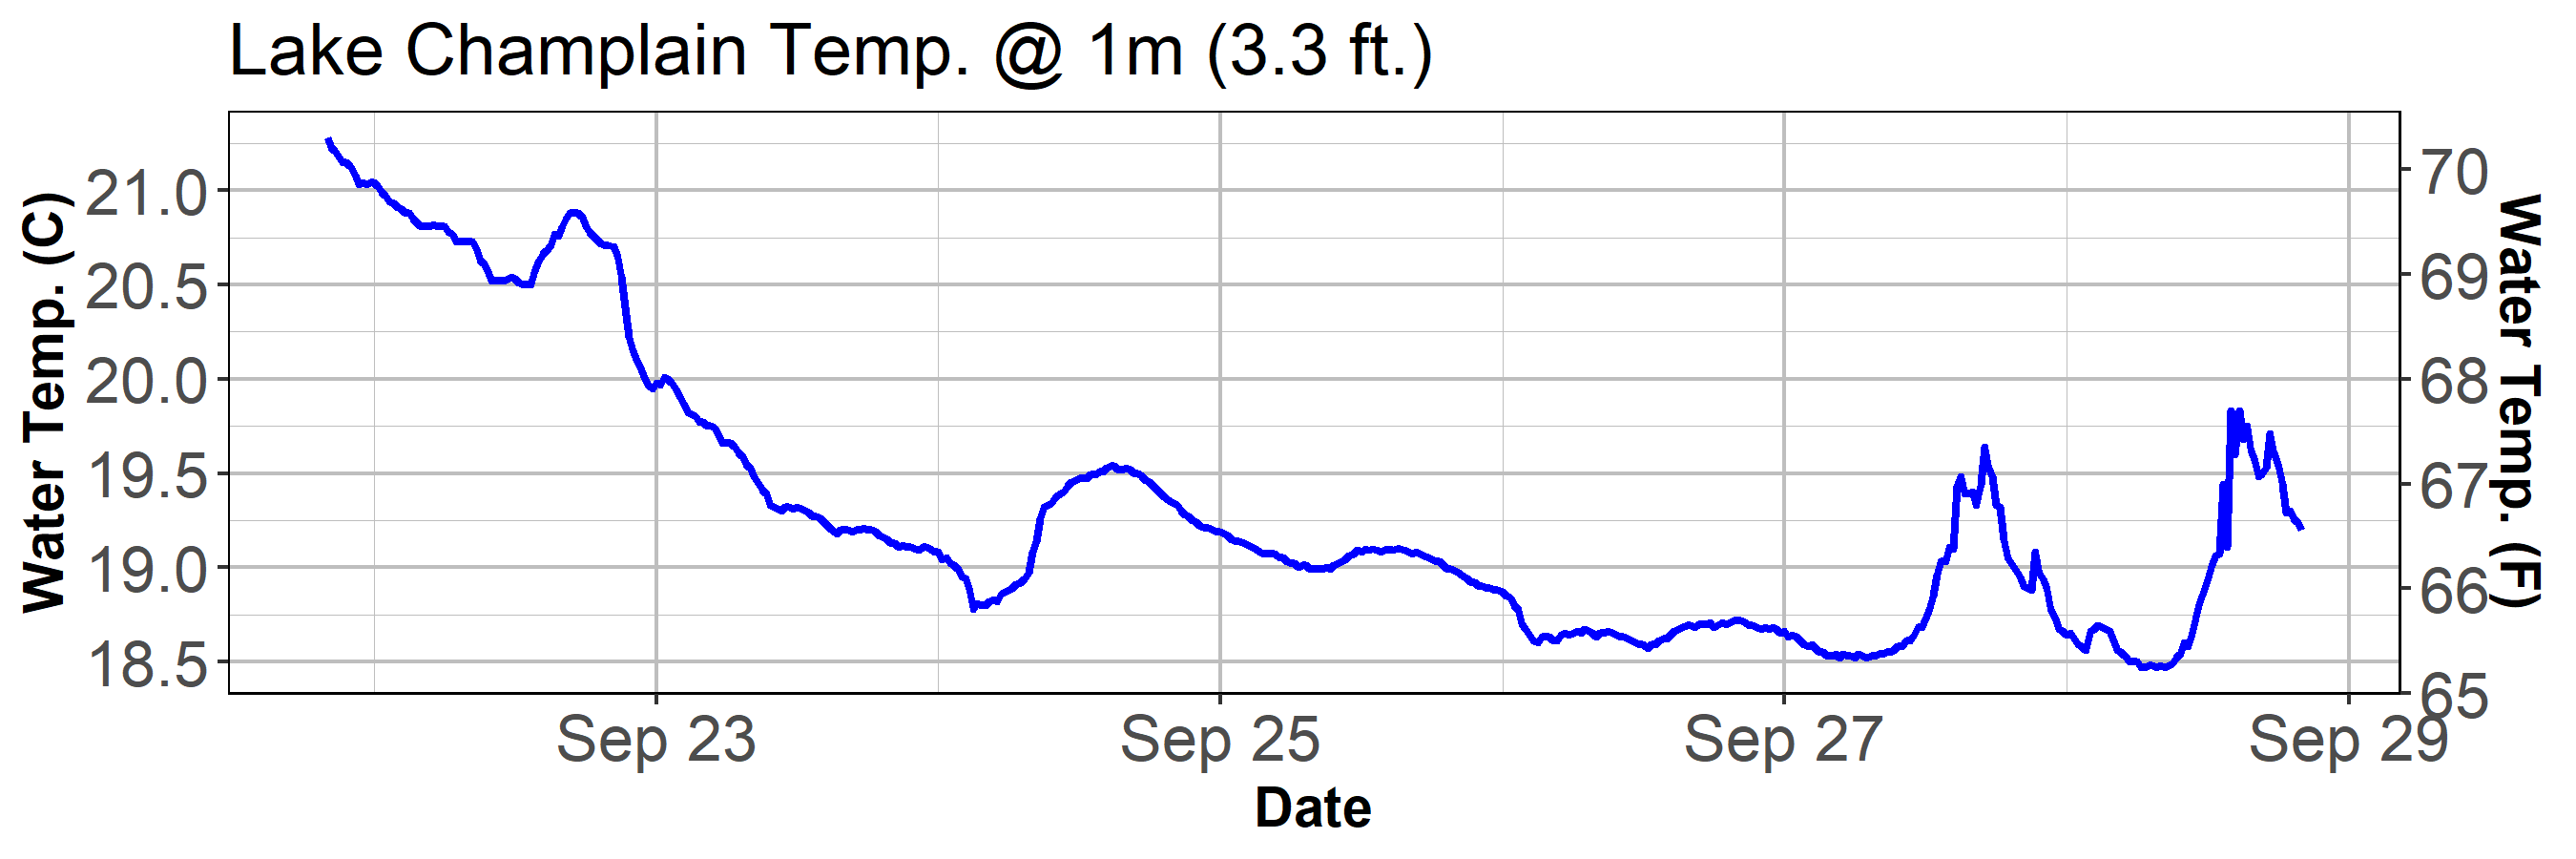 Lake Champlain Temp. @ 1m (3.3 ft.)
Water Temp. (C)
21.0
20.5
20.0
19.5
19.0
18.5
70
69
68
67
66
65
Water Temp. (F)
Sep 23 Sep 25 Sep 27 Sep 29
Date